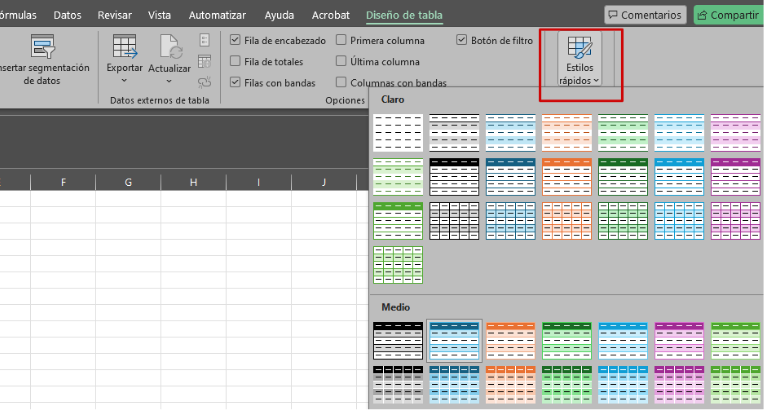 órmulas Datos Revisar Vista Automatizar Ayuda Acrobat Diseño de tabla Comentarios Compartir
nsertar segmentación
de datos
Exportar Actualizar
Datos externos de tabla
Fila de encabezado Primera columna Botón de filtro
Fila de totales Última columna
Filas con bandas Columnas con bandas
Opciones
Estilos
rápidos
Claro
F G H I J
Medio